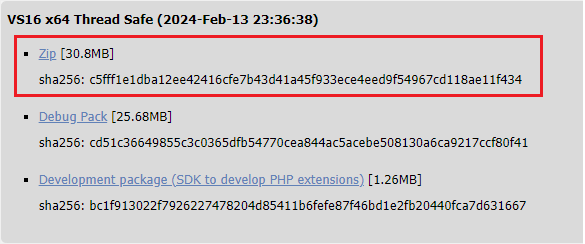 VS16 x64 Thread Safe (2024-Feb-13 23:36:38)
Zip [30.8MB]
sha256: c5fff1e1dba12ee42416cfe7b43d41a45f933ece4eed9f54967cd118ae11f434
Debug Pack [25.68MB]
sha256: cd51c36649855c3c0365dfb54770cea844ac5acebe508130a6ca9217ccf80f41
Development package (SDK to develop PHP extensions) [1.26MB]
sha256: bc1f913022f7926227478204d85411b6fefe87f46bd1e2fb20440fca7d631667